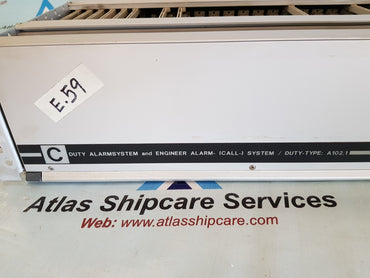 E.59
C DUTY ALARMSYSTEM and ENGINEER ALARM- (CALL-) SYSTEM / DUTY-TYPE: A102.1
Atlas Shipcare Services
Web: www.atlasshipcare.com